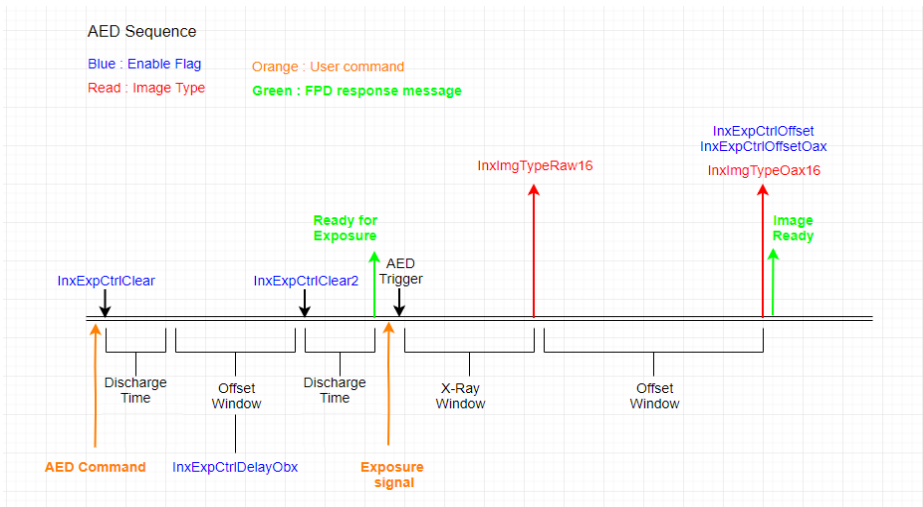 AED Sequence
Blue : Enable Flag
Orange : User command
Read : Image Type
Green : FPD response message
InxExpCtrlOffset
InxExpCtrlOffsetOax
InxImgTypeRaw16
InxImgTypeOax16
Ready for
Exposure
Image
Ready
AED
Trigger
InxExpCtrlClear
InxExpCtrlClear2
Discharge
Time
Offset
Window
Discharge
Time
X-Ray
Window
Offset
Window
AED Command
InxExpCtrlDelayObx
Exposure
signal